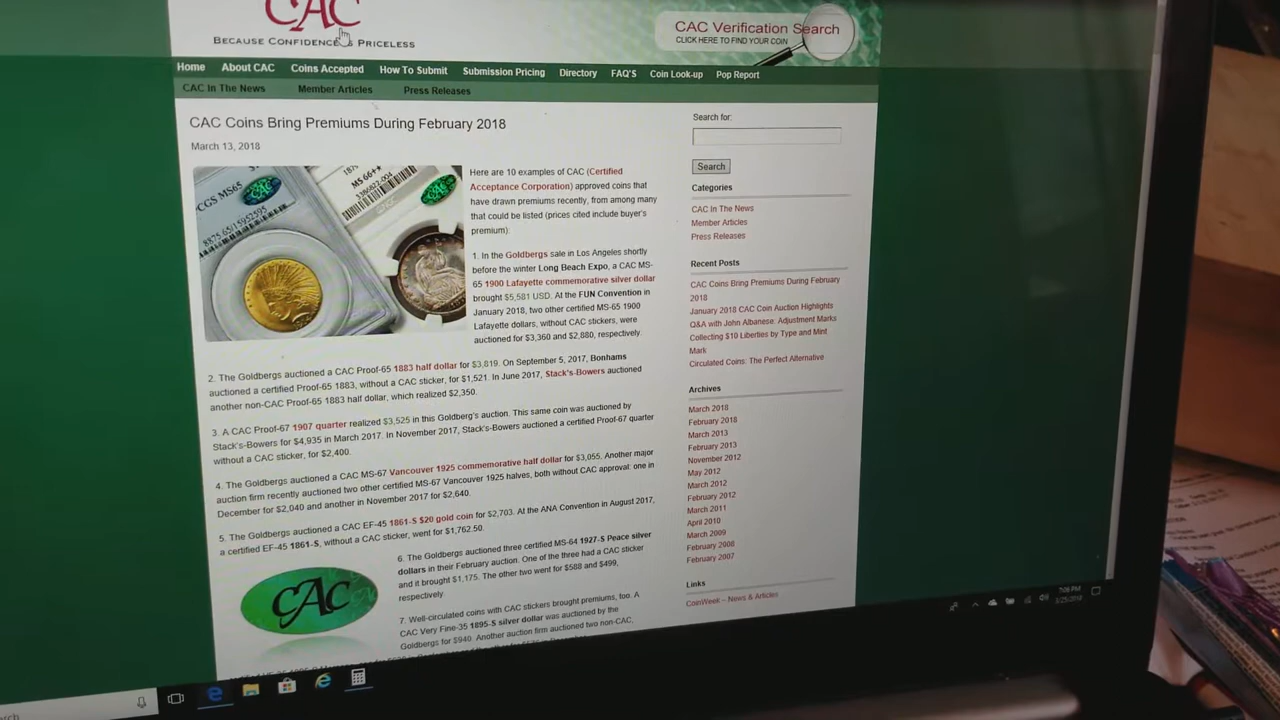 CAC
BECAUSE CONFIDENCE PRICELESS
CAC Verification Search
CLICK HERE TO FIND YOUR COIN
Home About CAC Coins Accepted How To Submit Submission Pricing Directory FAQ'S Coin Look-up Pop Report
CAC In The News Member Articles Press Releases
CAC Coins Bring Premiums During February 2018
March 13, 2018
PCGS MS65
CAC
8875.65/15952595
MS 66+★
CAC
Here are 10 examples of CAC (Certified
Acceptance Corporation) approved coins that
have drawn premiums recently, from among many
that could be listed (prices cited include buyer's
premium):
1. In the Goldbergs sale in Los Angeles shortly
before the winter Long Beach Expo, a CAC MS-
65 1900 Lafayette commemorative silver dollar
brought $5,581 USD. At the FUN Convention in
January 2018, two other certified MS-65 1900
Lafayette dollars, without CAC stickers, were
auctioned for $3,360 and $2,880, respectively.
2. The Goldbergs auctioned a CAC Proof-65 1883 half dollar for $3,819. On September 5, 2017, Bonhams
auctioned a certified Proof-65 1883, without a CAC sticker, for $1,521. In June 2017, Stack's-Bowers auctioned
another non-CAC Proof-65 1883 half dollar, which realized $2,350.
3. A CAC Proof-67 1907 quarter realized $3,525 in this Goldberg's auction. This same coin was auctioned by
Stack's-Bowers for $4,935 in March 2017. In November 2017, Stack's-Bowers auctioned a certified Proof-67 quarter
without a CAC sticker, for $2,400.
4. The Goldbergs auctioned a CAC MS-67 Vancouver 1925 commemorative half dollar for $3,055. Another major
auction firm recently auctioned two other certified MS-67 Vancouver 1925 halves, both without CAC approval: one in
December for $2,040 and another in November 2017 for $2,640.
5. The Goldbergs auctioned a CAC EF-45 1861-S $20 gold coin for $2,703. At the ANA Convention in August 2017,
a certified EF-45 1861-S, without a CAC sticker, went for $1,762.50.
6. The Goldbergs auctioned three certified MS-64 1927-S Peace silver
dollars in their February auction. One of the three had a CAC sticker
and it brought $1,175. The other two went for $588 and $499,
respectively.
CAC
7. Well-circulated coins with CAC stickers brought premiums, too. A
CAC Very Fine-35 1895-S silver dollar was auctioned by the
Goldbergs for $940. Another auction firm auctioned two non-CAC,
Search for:
Search
Categories
CAC In The News
Member Articles
Press Releases
Recent Posts
CAC Coins Bring Premiums During February
2018
January 2018 CAC Coin Auction Highlights
Q&A with John Albanese: Adjustment Marks
Collecting $10 Liberties by Type and Mint
Mark
Circulated Coins: The Perfect Alternative
Archives
March 2018
February 2018
March 2013
February 2013
November 2012
May 2012
March 2012
February 2012
March 2011
April 2010
March 2009
February 2008
February 2007
Links
CoinWeek – News & Articles